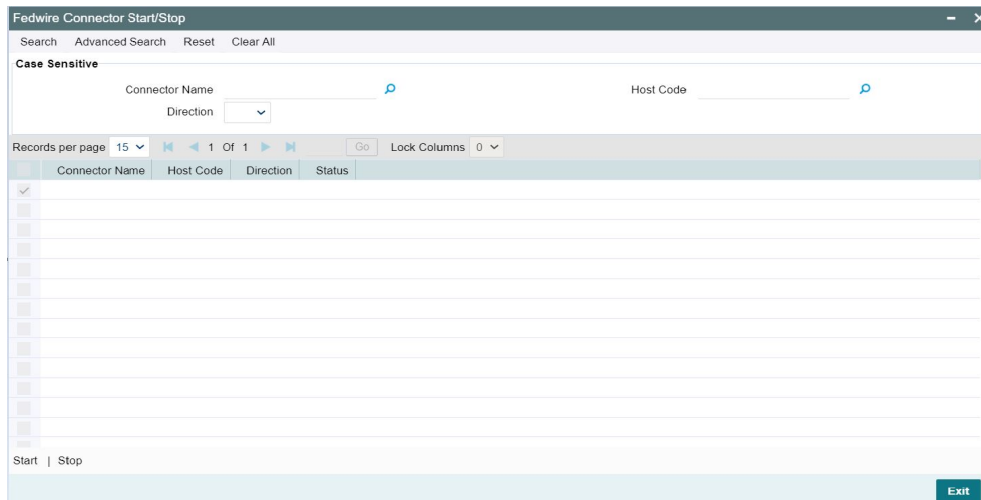 Fedwire Connector Start/Stop
Search Advanced Search Reset Clear All
Case Sensitive
Connector Name Host Code
Direction
Records per page 15 1 Of 1 Go Lock Columns 0
Connector Name Host Code Direction Status
Start | Stop
Exit